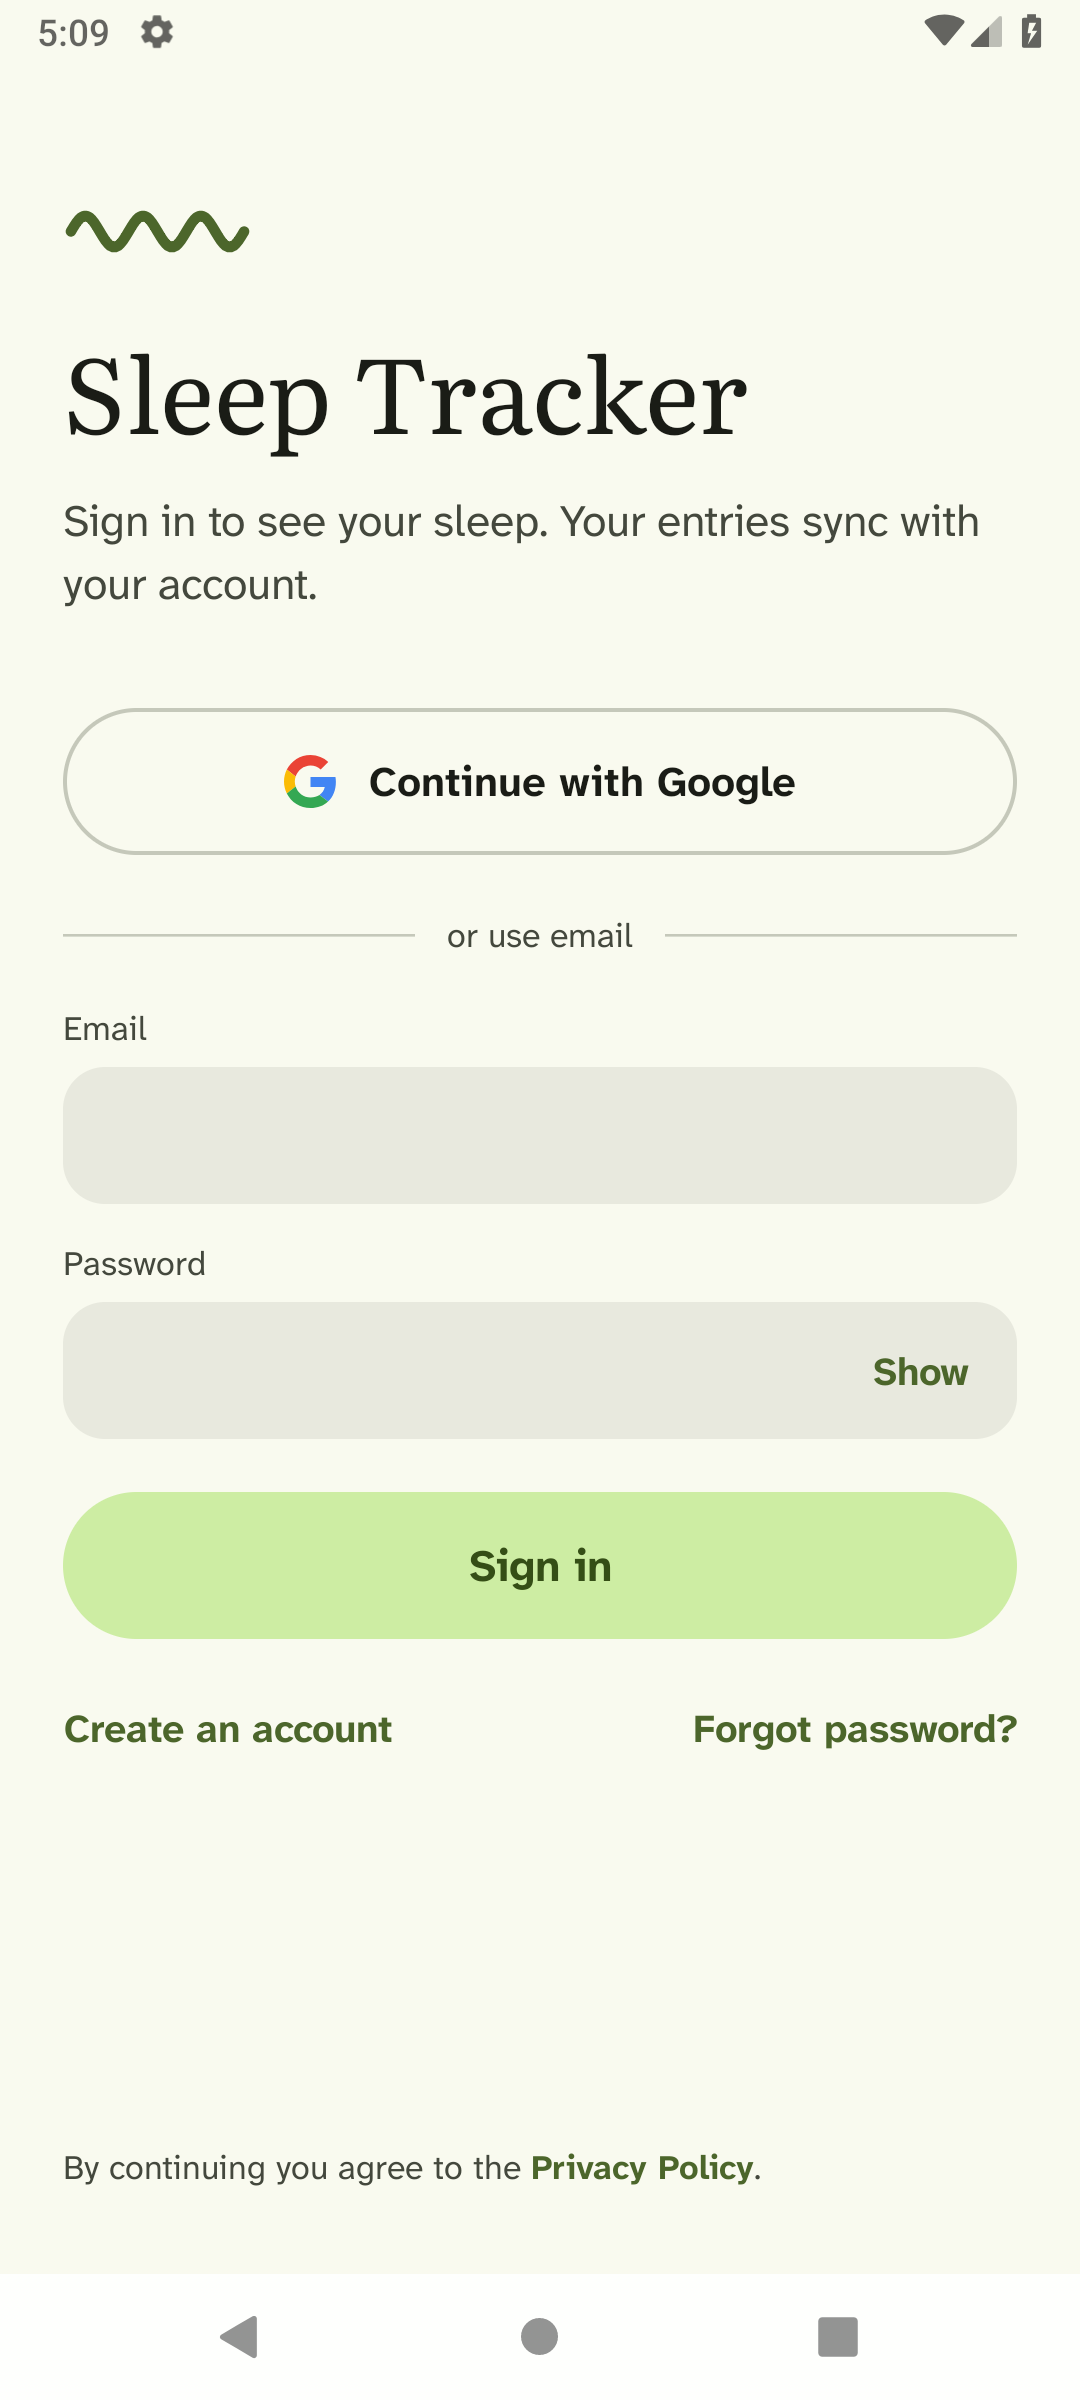 5:09
Sleep Tracker
Sign in to see your sleep. Your entries sync with
your account.
Continue with Google
or use email
Email
Password
Show
Sign in
Create an account
Forgot password?
By continuing you agree to the Privacy Policy.